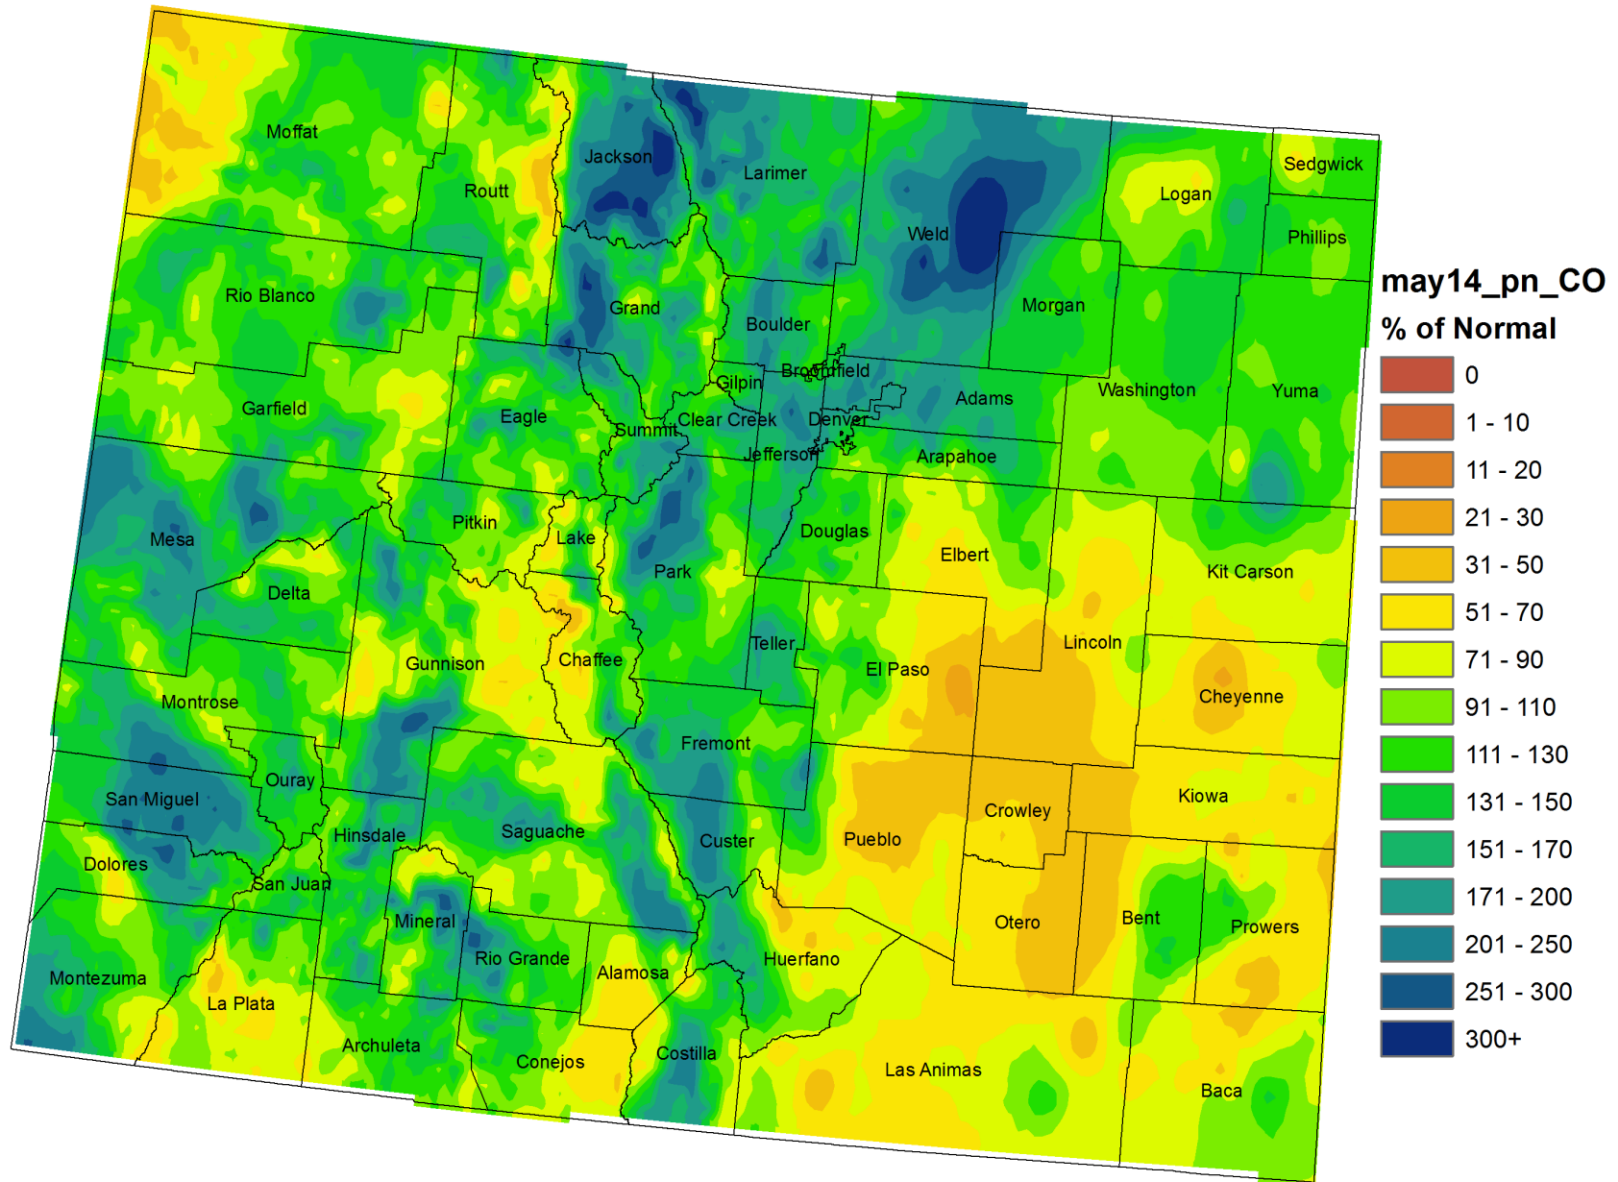 Moffat
Routt
Jackson
Larimer
Weld
Logan
Sedgwick
Phillips
Rio Blanco
Grand
Boulder
Morgan
Broomfield
Gilpin
Garfield
Eagle
Summit
Clear Creek
Denver
Adams
Washington
Yuma
Jefferson
Arapahoe
Mesa
Pitkin
Lake
Park
Douglas
Elbert
Kit Carson
Delta
Gunnison
Chaffee
Teller
El Paso
Lincoln
Cheyenne
Montrose
Fremont
Ouray
San Miguel
Hinsdale
Saguache
Custer
Pueblo
Crowley
Kiowa
Dolores
San Juan
Mineral
Rio Grande
Alamosa
Huerfano
Otero
Bent
Prowers
Montezuma
La Plata
Archuleta
Conejos
Costilla
Las Animas
Baca
may14_pn_CO
% of Normal
0
1 - 10
11 - 20
21 - 30
31 - 50
51 - 70
71 - 90
91 - 110
111 - 130
131 - 150
151 - 170
171 - 200
201 - 250
251 - 300
300+